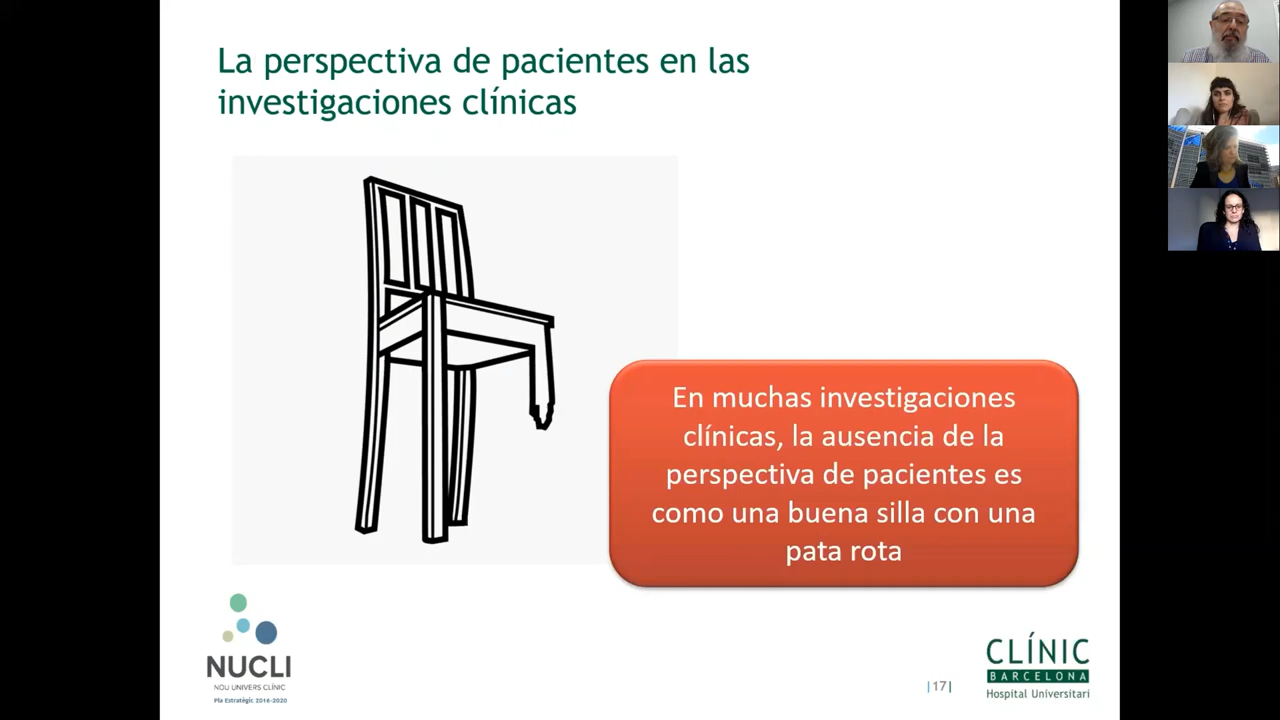 La perspectiva de pacientes en las
investigaciones clínicas
En muchas investigaciones
clínicas, la ausencia de la
perspectiva de pacientes es
como una buena silla con una
pata rota
NUCLI
NOU UNIVERS CLÍNIC
Pla Estratègic 2016-2020
|17|
CLÍNIC
BARCELONA
Hospital Universitari